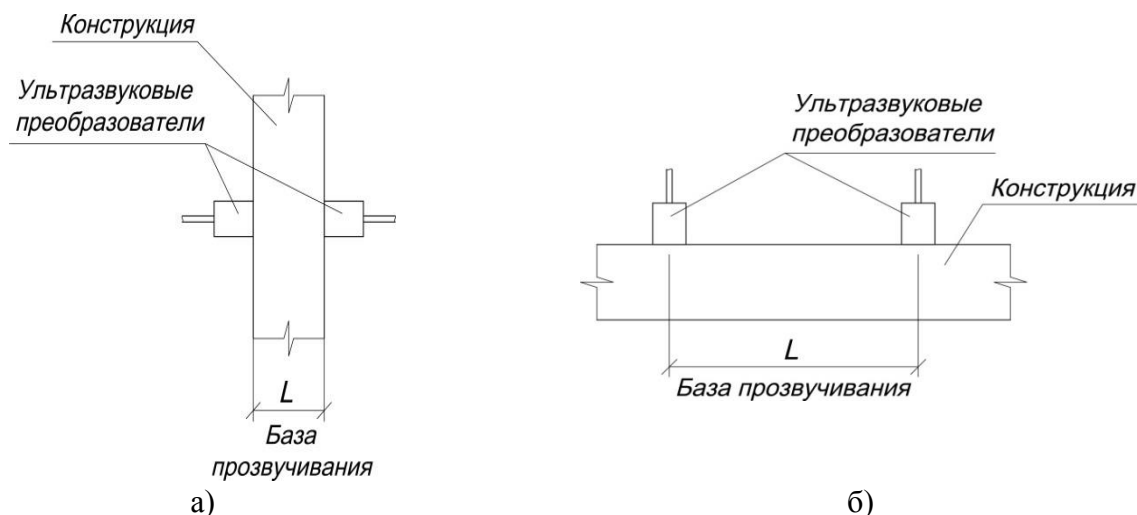 Конструкция
Ультразвуковые
преобразователи
L
База
прозвучивания
а)
Ультразвуковые
преобразователи
Конструкция
L
База прозвучивания
б)